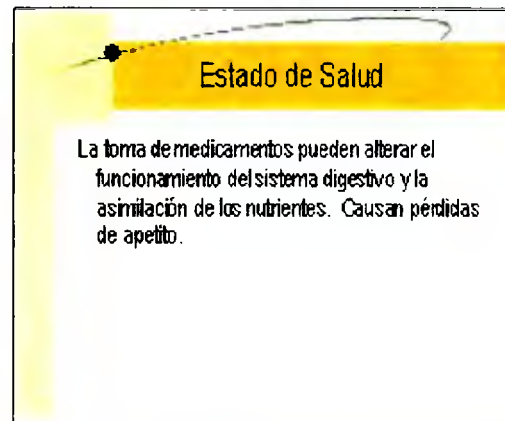 Estado de Salud
La toma de medicamentos pueden alterar el
funcionamiento del sistema digestivo y la
asimilación de los nutrientes. Causan pérdidas
de apetito.